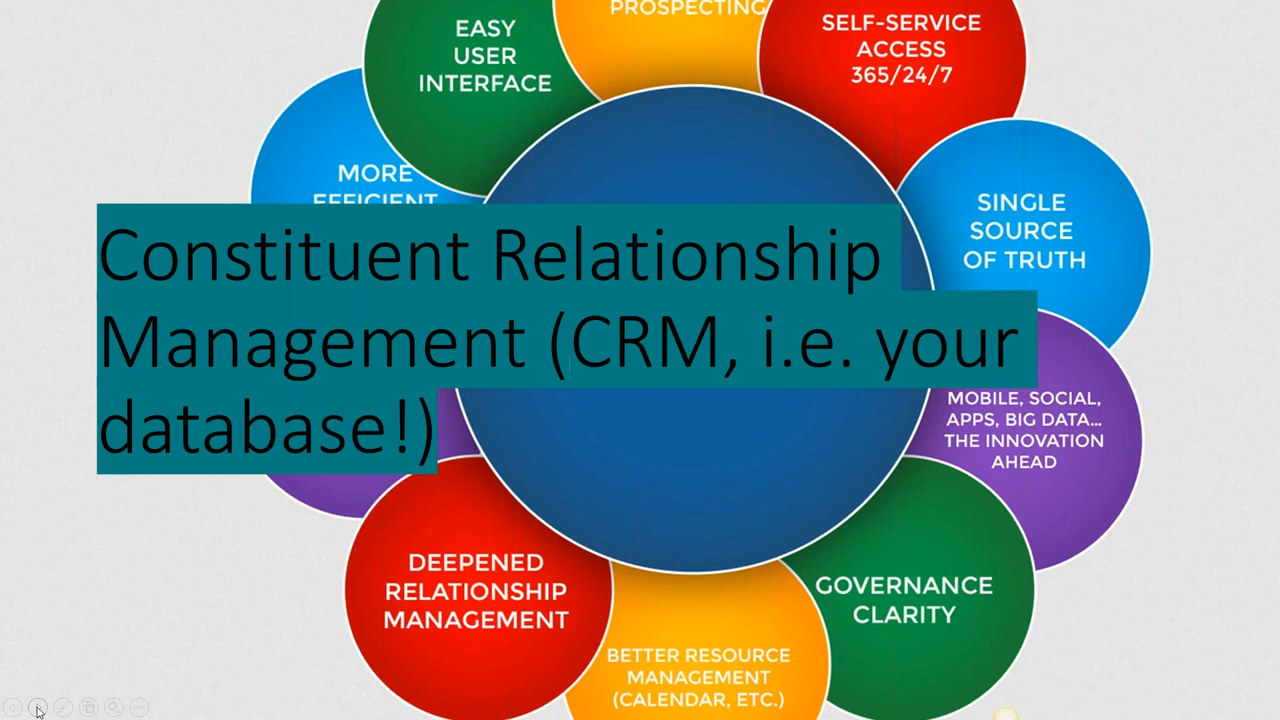 PROSPECTING
EASY
USER
INTERFACE
SELF-SERVICE
ACCESS
365/24/7
MORE
EFFICIENT
SINGLE
SOURCE
OF TRUTH
Constituent Relationship
Management (CRM, i.e. your
database!)
MOBILE, SOCIAL,
APPS, BIG DATA...
THE INNOVATION
AHEAD
DEEPENED
RELATIONSHIP
MANAGEMENT
GOVERNANCE
CLARITY
BETTER RESOURCE
MANAGEMENT
(CALENDAR, ETC.)